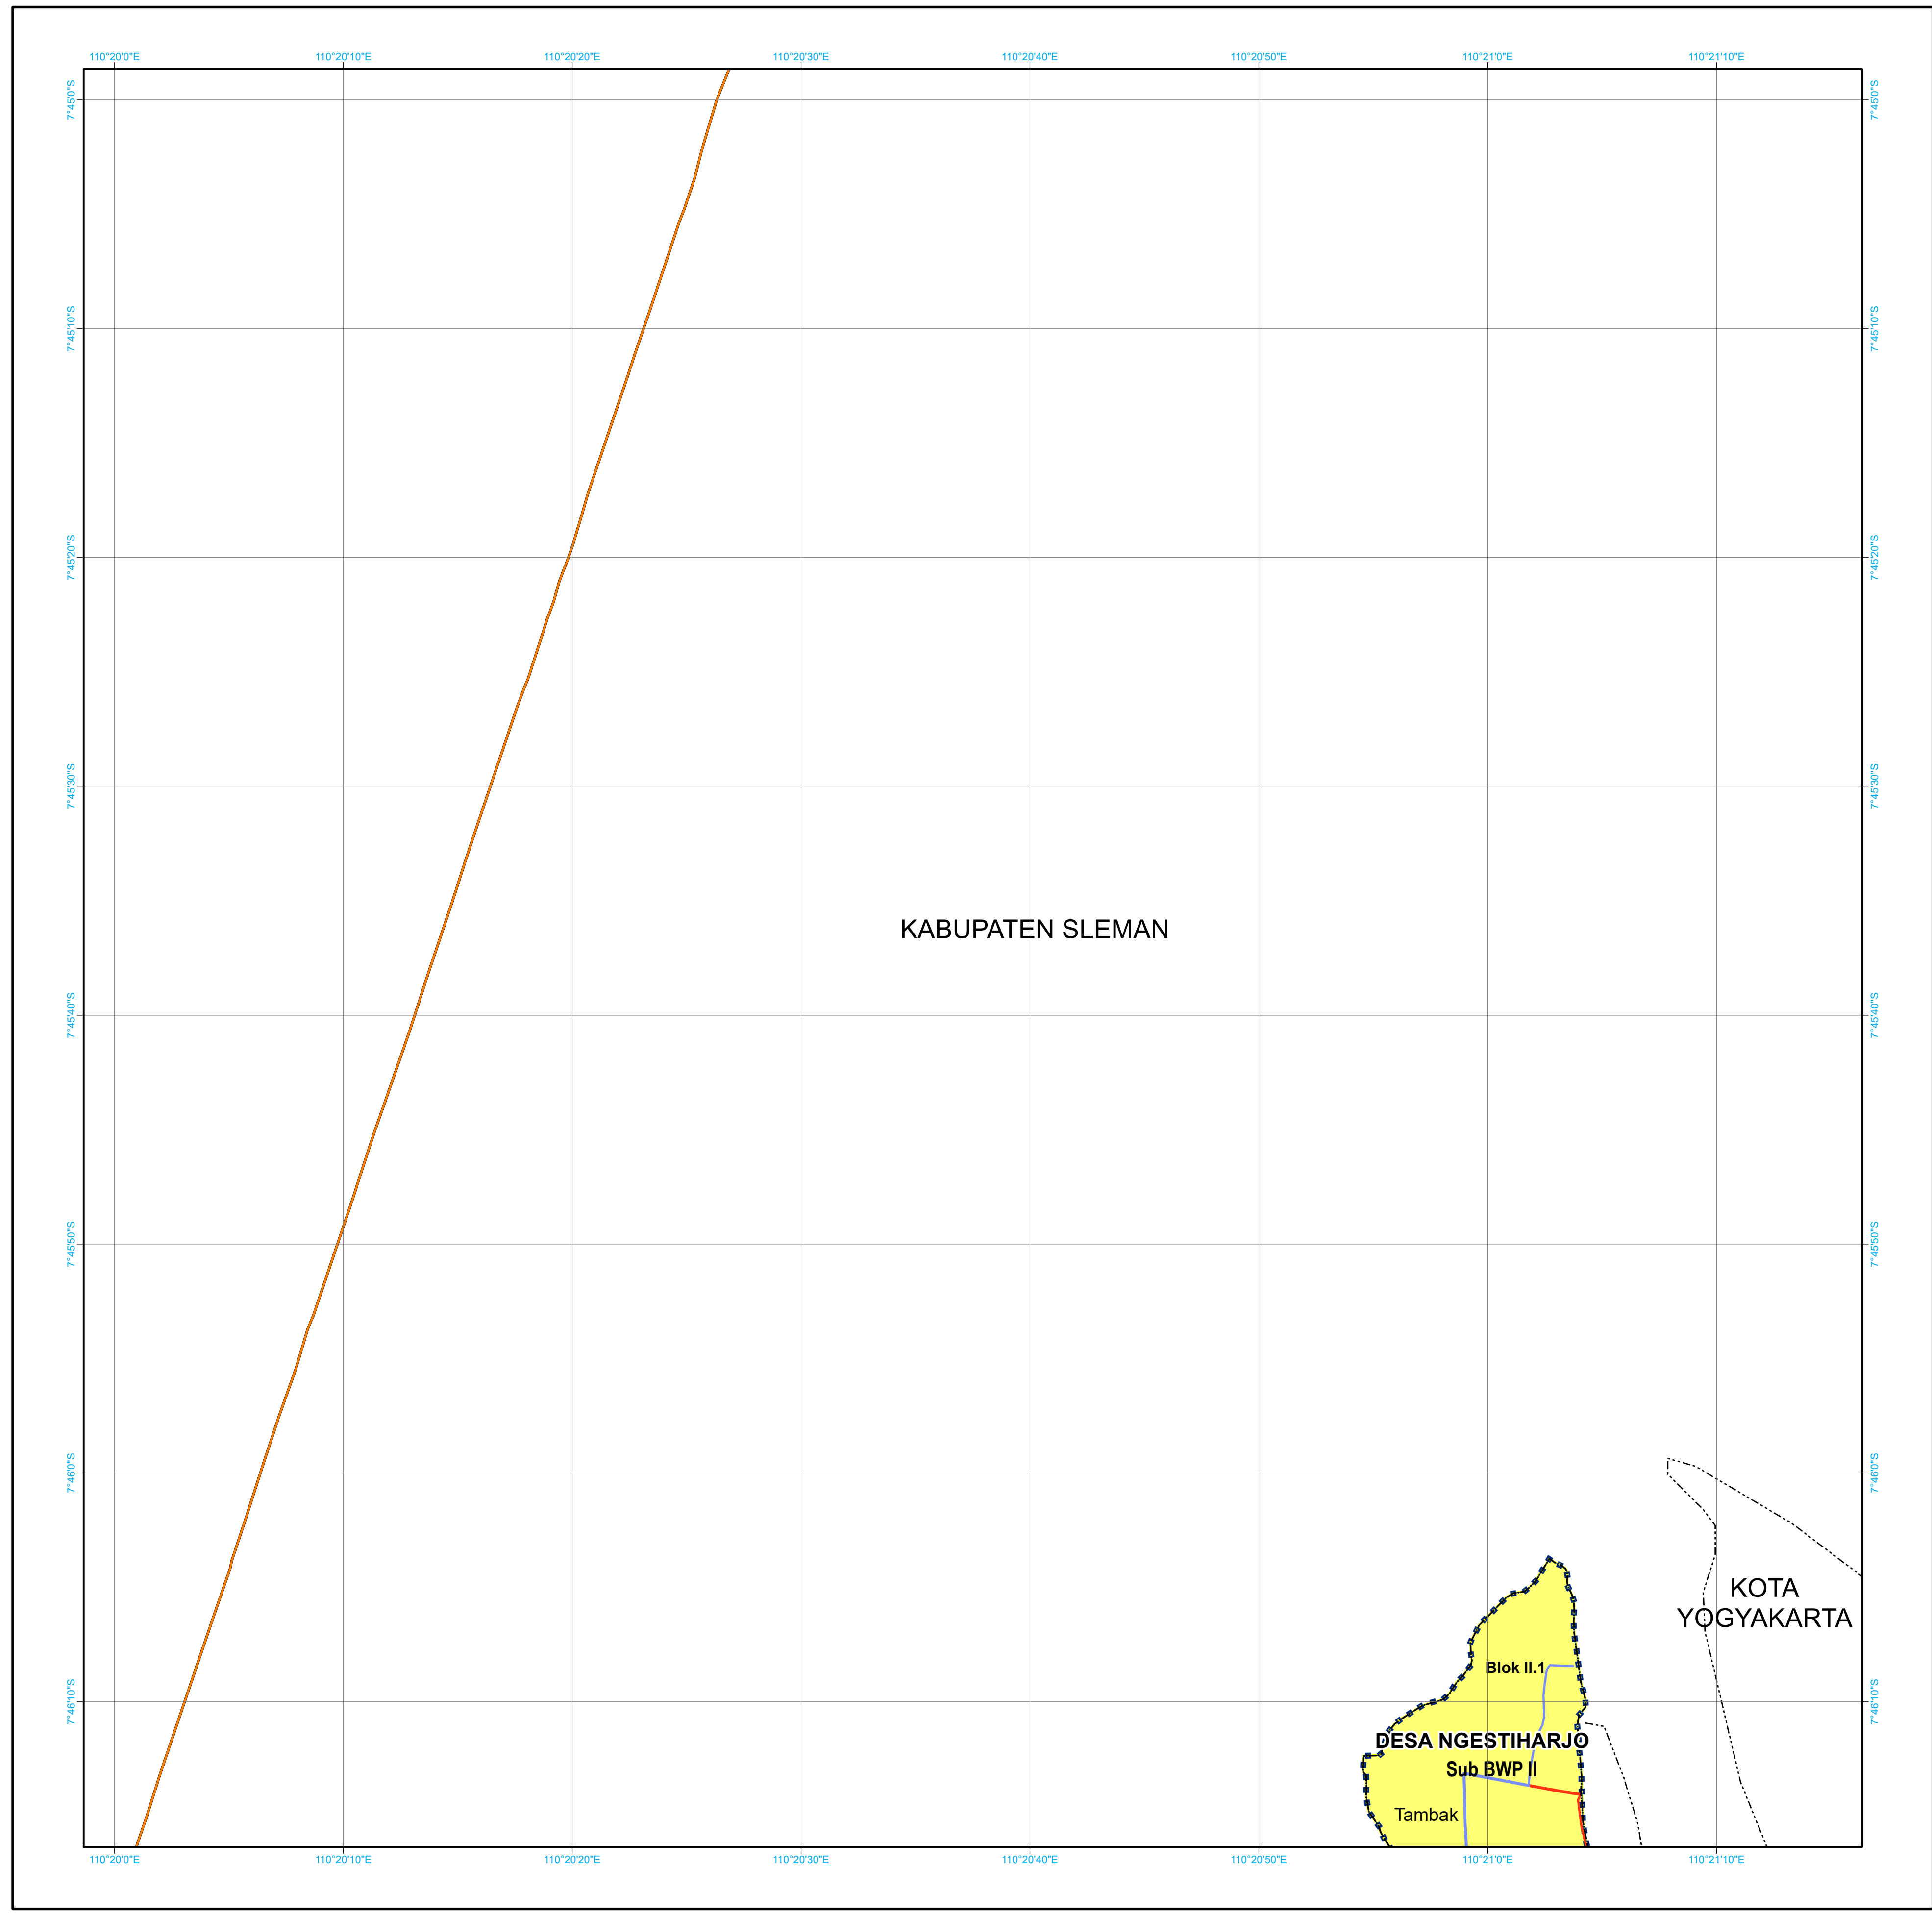 110°20'0"E 110°20'10"E 110°20'20"E 110°20'30"E 110°20'40"E 110°20'50"E 110°21'0"E 110°21'10"E
7°45'0"S 7°45'0"S
7°45'10"S 7°45'10"S
7°45'20"S 7°45'20"S
7°45'30"S 7°45'30"S
KABUPATEN SLEMAN
7°45'40"S 7°45'40"S
7°45'50"S 7°45'50"S
7°46'0"S 7°46'0"S
KOTA
YOGYAKARTA
Blok II.1
7°46'10"S 7°46'10"S
DESA NGESTIHARJO
Sub BWP II
Tambak
110°20'0"E 110°20'10"E 110°20'20"E 110°20'30"E 110°20'40"E 110°20'50"E 110°21'0"E 110°21'10"E